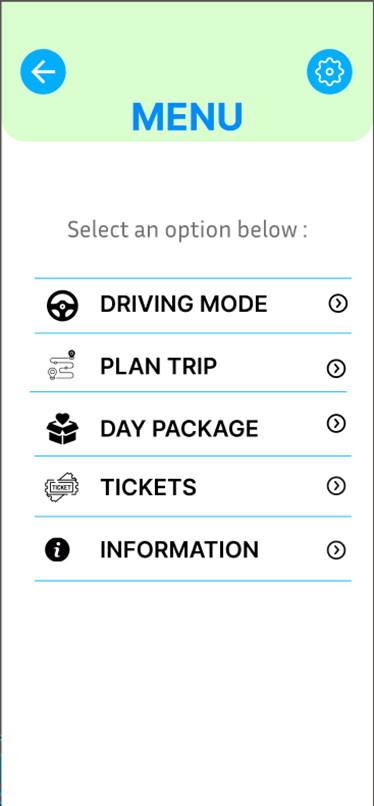 MENU
Select an option below :
DRIVING MODE
PLAN TRIP
DAY PACKAGE
TICKET
TICKETS
INFORMATION